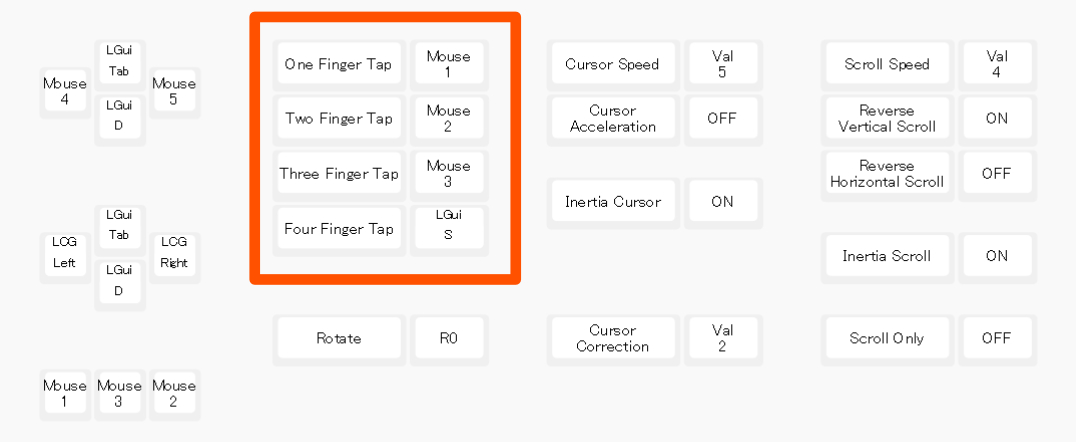 LGui
Tab
Mouse
4
Mouse
5
LGui
D
LGui
Tab
LCG
Left
LCG
Right
LGui
D
Mouse
1
Mouse
3
Mouse
2
One Finger Tap
Mouse
1
Two Finger Tap
Mouse
2
Three Finger Tap
Mouse
3
Four Finger Tap
LGui
S
Rotate
R0
Cursor Speed
Val
5
Cursor
Acceleration
OFF
Inertia Cursor
ON
Cursor
Correction
Val
2
Scroll Speed
Val
4
Reverse
Vertical Scroll
ON
Reverse
Horizontal Scroll
OFF
Inertia Scroll
ON
Scroll Only
OFF